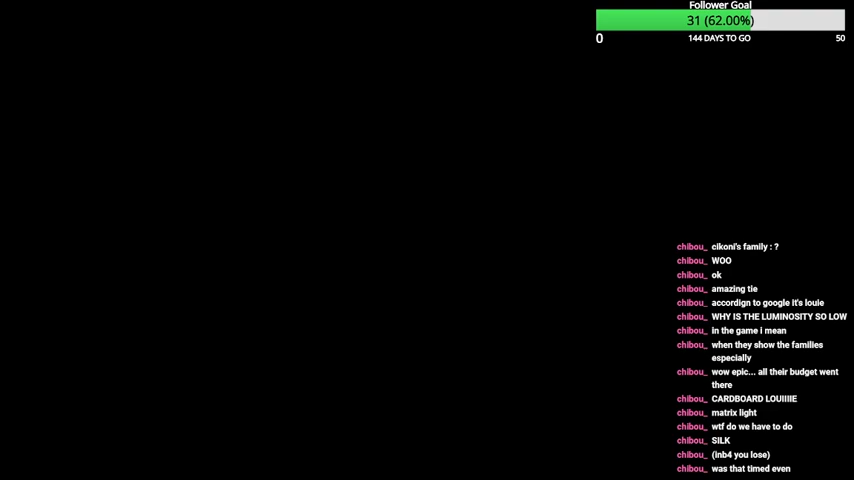 Follower Goal
31 (62.00%)
0 144 DAYS TO GO 50
chibou_ cikoni's family : ?
chibou_ WOO
chibou_ ok
chibou_ amazing tie
chibou_ accordign to google it's louie
chibou_ WHY IS THE LUMINOSITY SO LOW
chibou_ in the game i mean
chibou_ when they show the families
especially
chibou_ wow epic... all their budget went
there
chibou_ CARDBOARD LOUIIIIE
chibou_ matrix light
chibou_ wtf do we have to do
chibou_ SILK
chibou_ (inb4 you lose)
chibou_ was that timed even